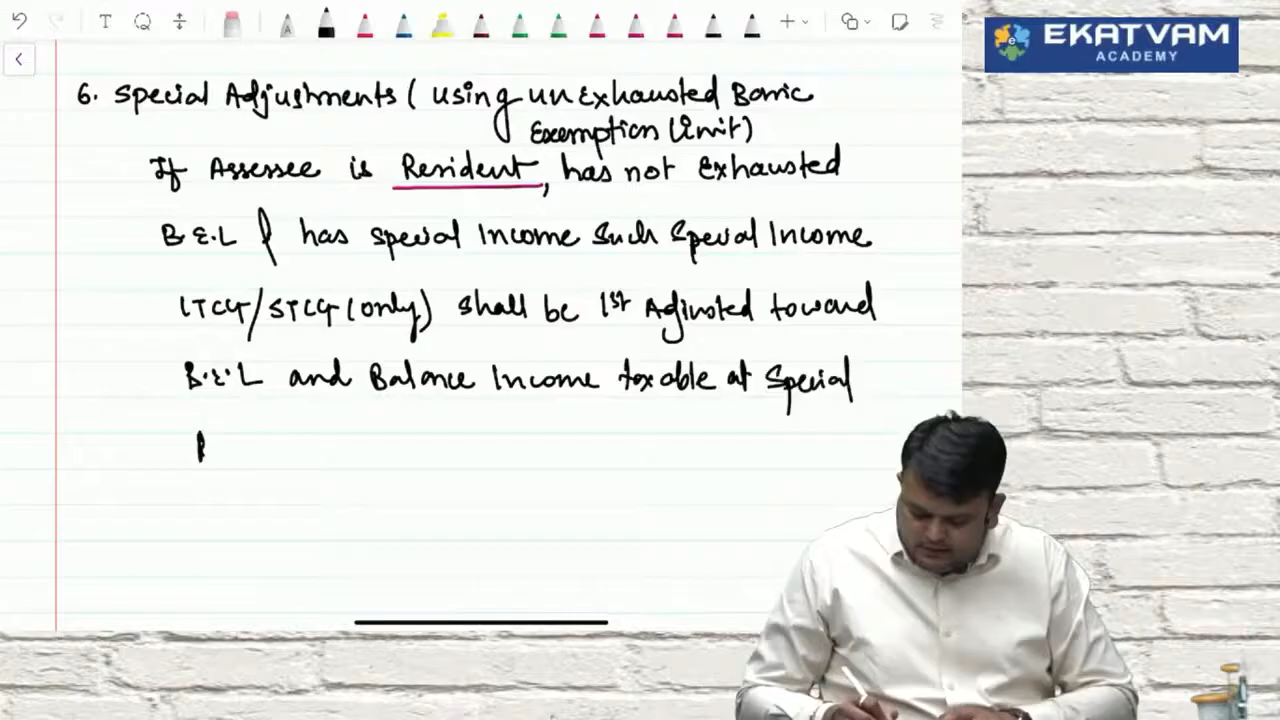 EKATVAM
ACADEMY
6. Special Adjustments ( Using unExhausted Basic
Exemption Limit)
If Assessee is Resident, has not Exhausted
B.E.L & has special Income Such Special Income
LTCG/STCG (only) shall be 1st Adjusted toward
B.E.L and Balance Income taxable at Special